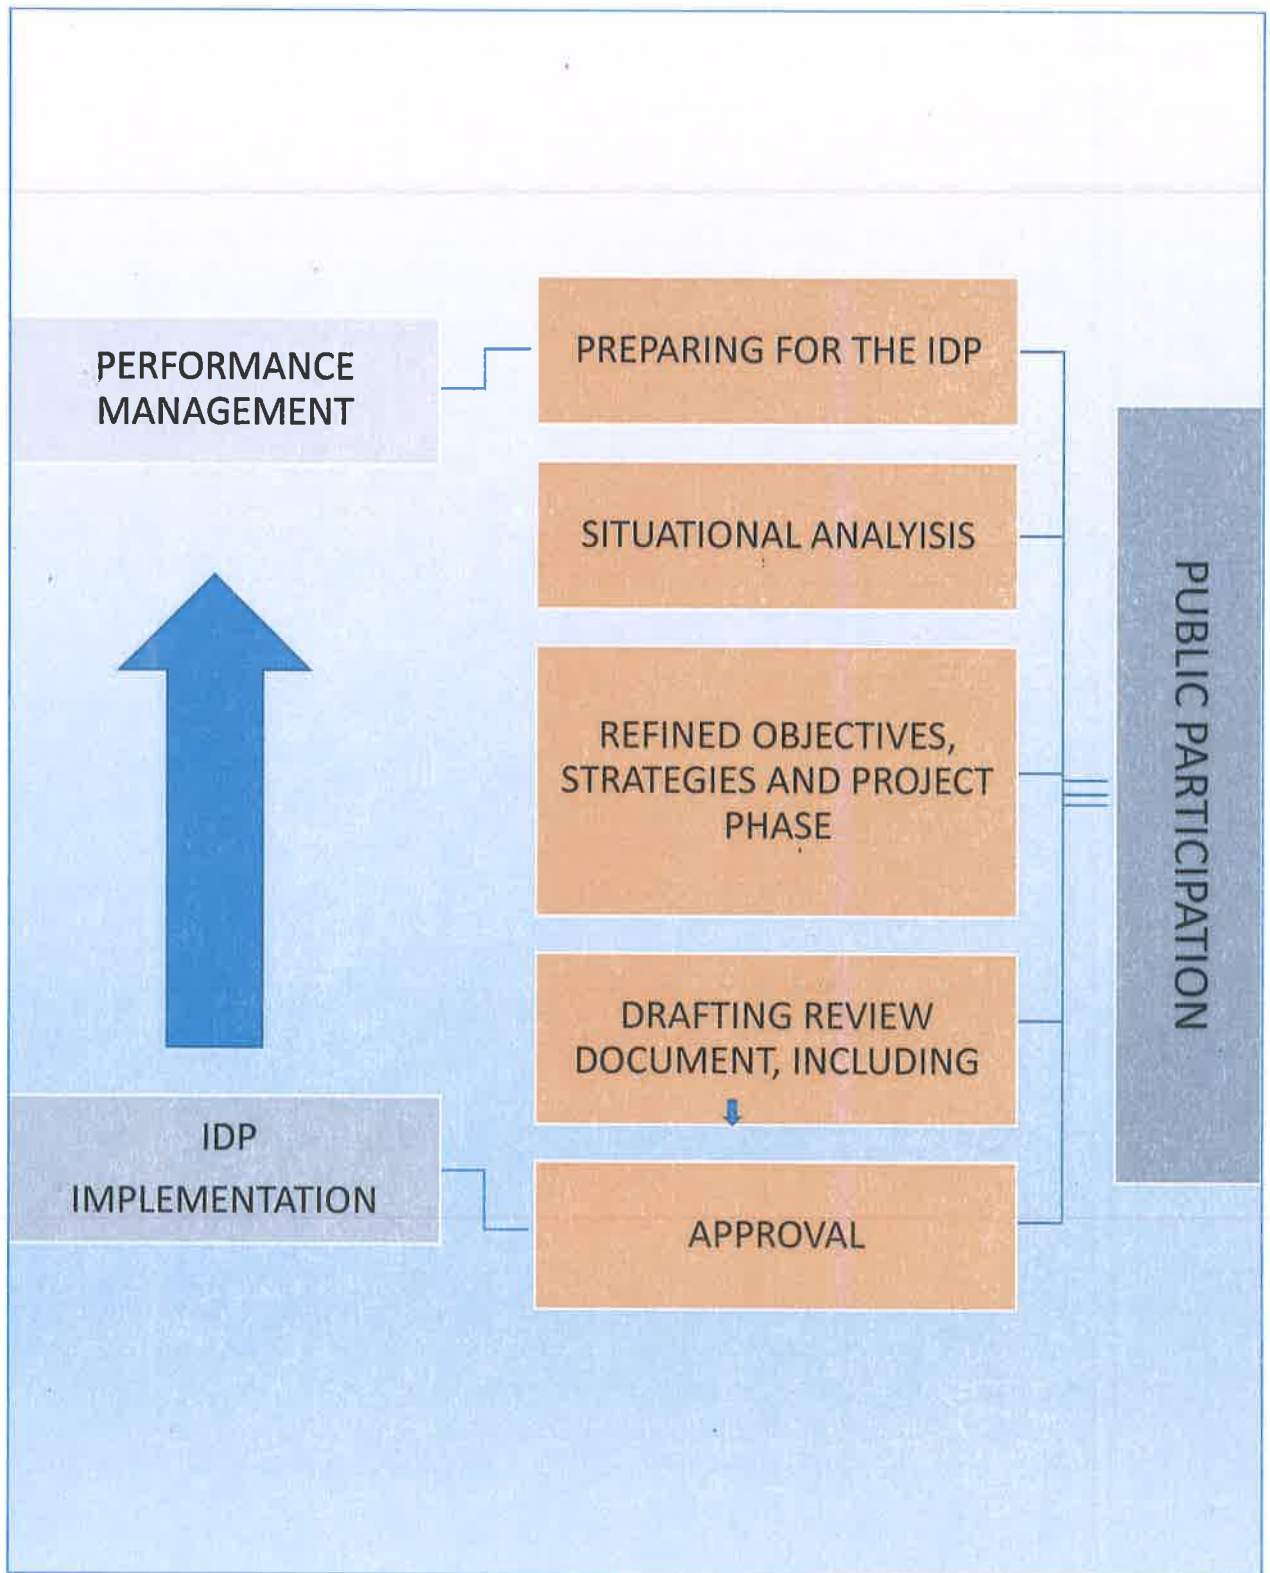 PERFORMANCE
MANAGEMENT
IDP
IMPLEMENTATION
PREPARING FOR THE IDP
SITUATIONAL ANALYISIS
REFINED OBJECTIVES,
STRATEGIES AND PROJECT
PHASE
DRAFTING REVIEW
DOCUMENT, INCLUDING
APPROVAL
PUBLIC PARTICIPATION